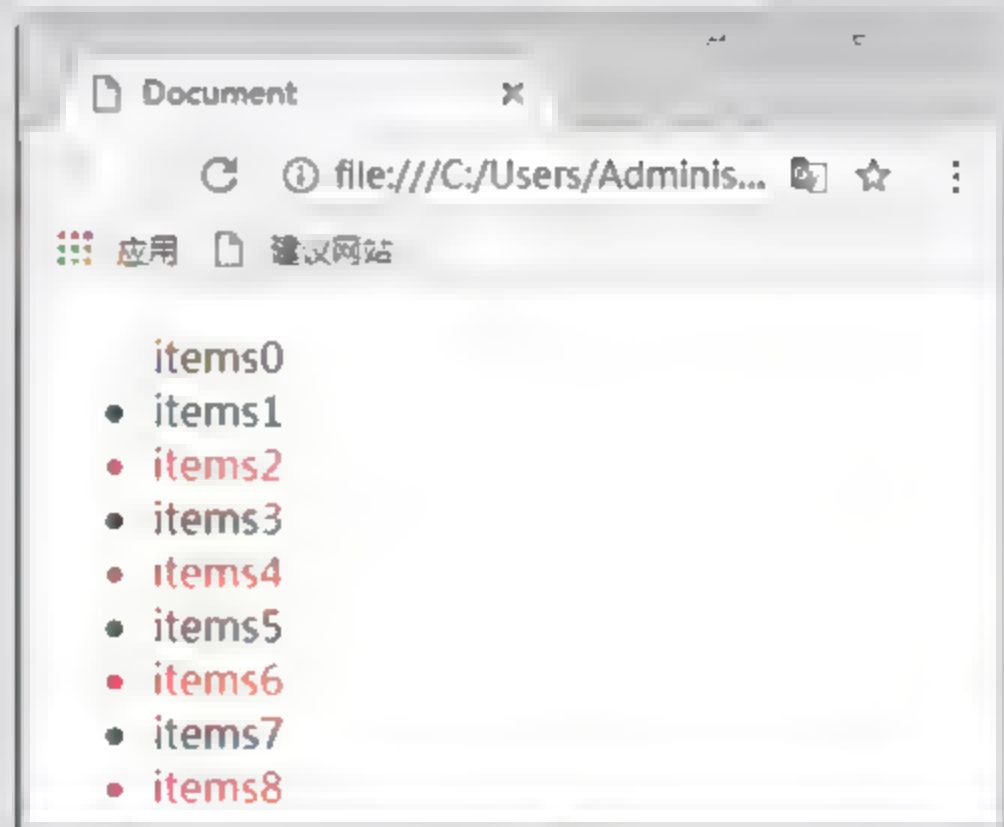 Document
file:///C:/Users/Adminis...
应用 建议网站
items0
items1
items2
items3
items4
items5
items6
items7
items8